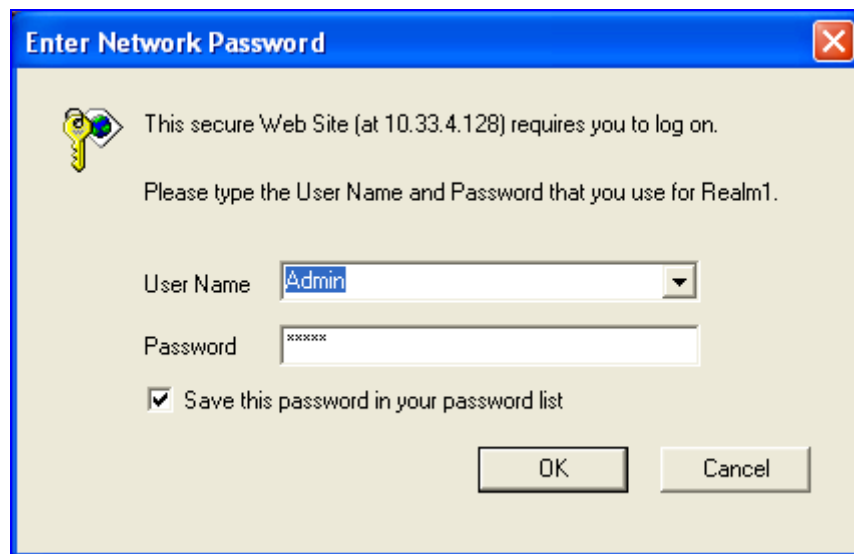 Enter Network Password
This secure Web Site (at 10.33.4.128) requires you to log on.
Please type the User Name and Password that you use for Realm1.
User Name Admin
Password *****
Save this password in your password list
OK Cancel